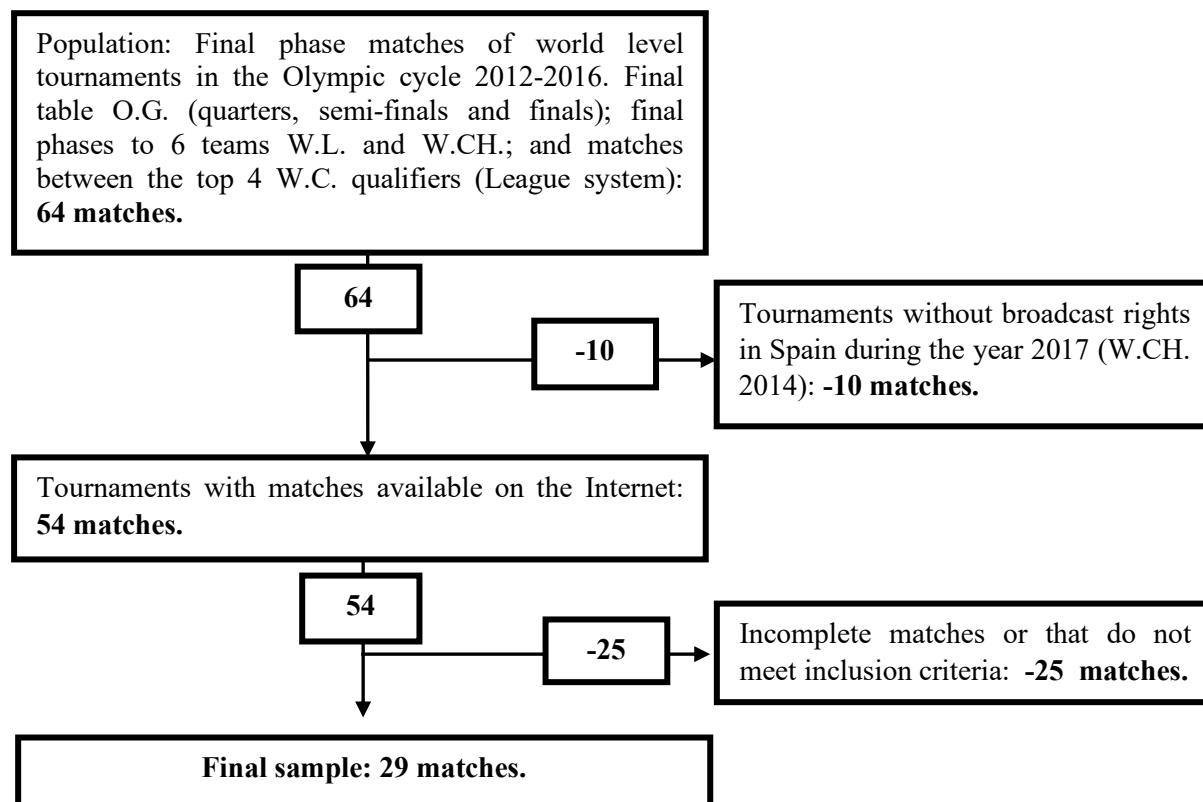 Population: Final phase matches of world level
tournaments in the Olympic cycle 2012-2016. Final
table O.G. (quarters, semi-finals and finals); final
phases to 6 teams W.L. and W.CH.; and matches
between the top 4 W.C. qualifiers (League system):
64 matches.
64
-10
Tournaments without broadcast rights
in Spain during the year 2017 (W.CH.
2014): -10 matches.
Tournaments with matches available on the Internet:
54 matches.
54
-25
Incomplete matches or that do not
meet inclusion criteria: -25 matches.
Final sample: 29 matches.